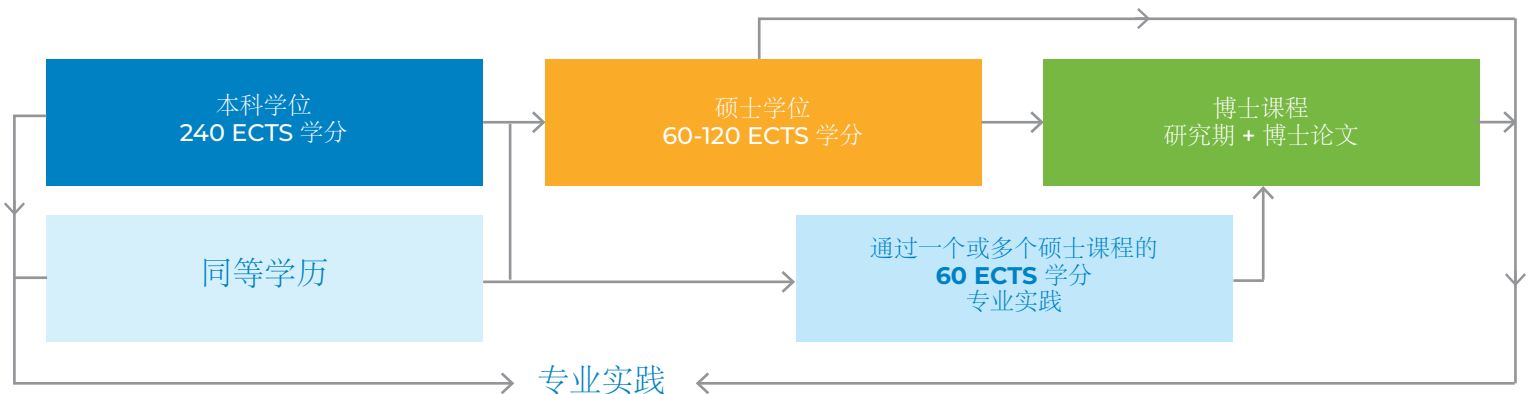 本科学位
240 ECTS 学分
硕士学位
60-120 ECTS 学分
博士课程
研究期 + 博士论文
同等学历
通过一个或多个硕士课程的
60 ECTS 学分
专业实践
专业实践